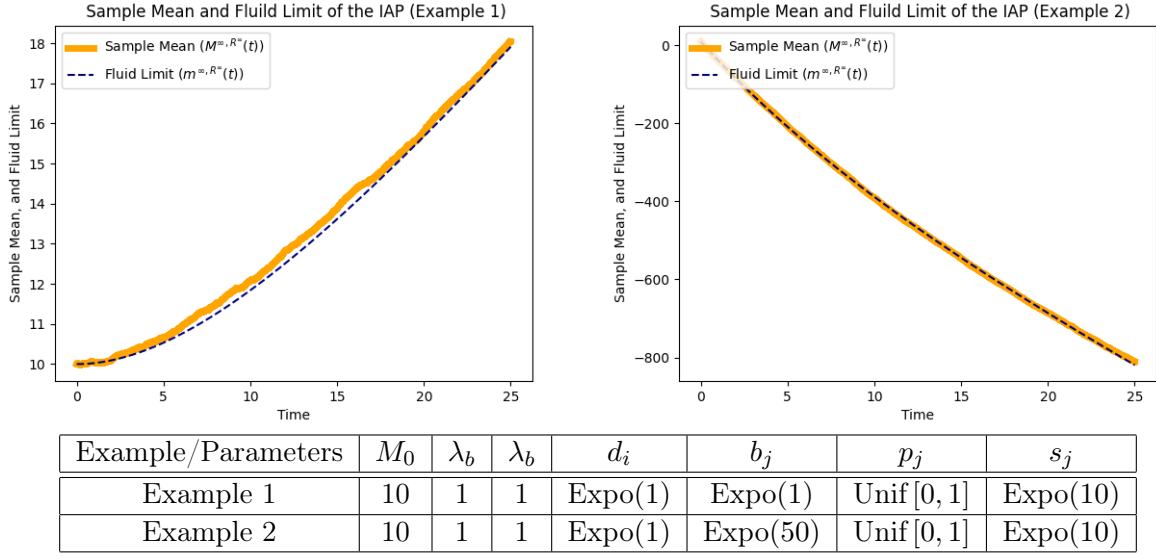 Sample Mean and Fluild Limit of the IAP (Example 1)
Sample Mean (M^∞,R^∞(t))
Fluid Limit (m^∞,R^∞(t))
Sample Mean, and Fluid Limit
18
17
16
15
14
13
12
11
10
0 5 10 15 20 25
Time
Sample Mean and Fluild Limit of the IAP (Example 2)
Sample Mean (M^∞,R^∞(t))
Fluid Limit (m^∞,R^∞(t))
Sample Mean, and Fluid Limit
0
−200
−400
−600
−800
0 5 10 15 20 25
Time
Example/Parameters M_0 λ_b λ_b d_i b_j p_j s_j
Example 1 10 1 1 Expo(1) Expo(1) Unif [0, 1] Expo(10)
Example 2 10 1 1 Expo(1) Expo(50) Unif [0, 1] Expo(10)